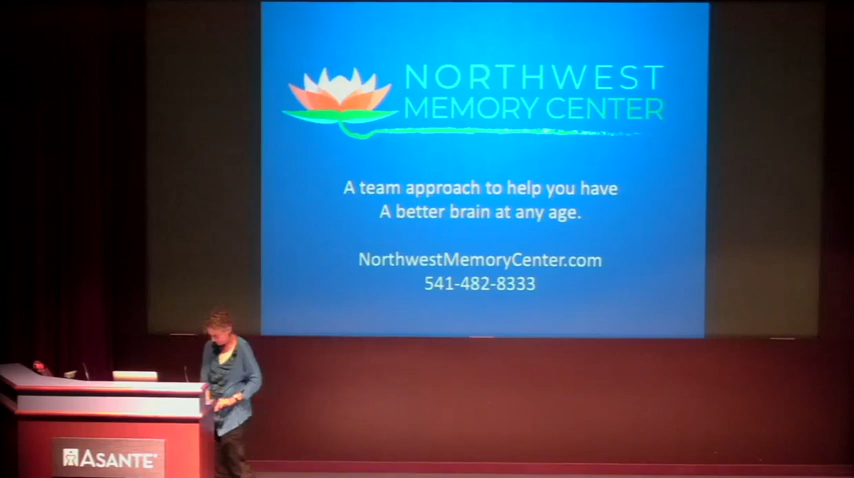 NORTHWEST
MEMORY CENTER
A team approach to help you have
A better brain at any age.
NorthwestMemoryCenter.com
541-482-8333
ASANTE